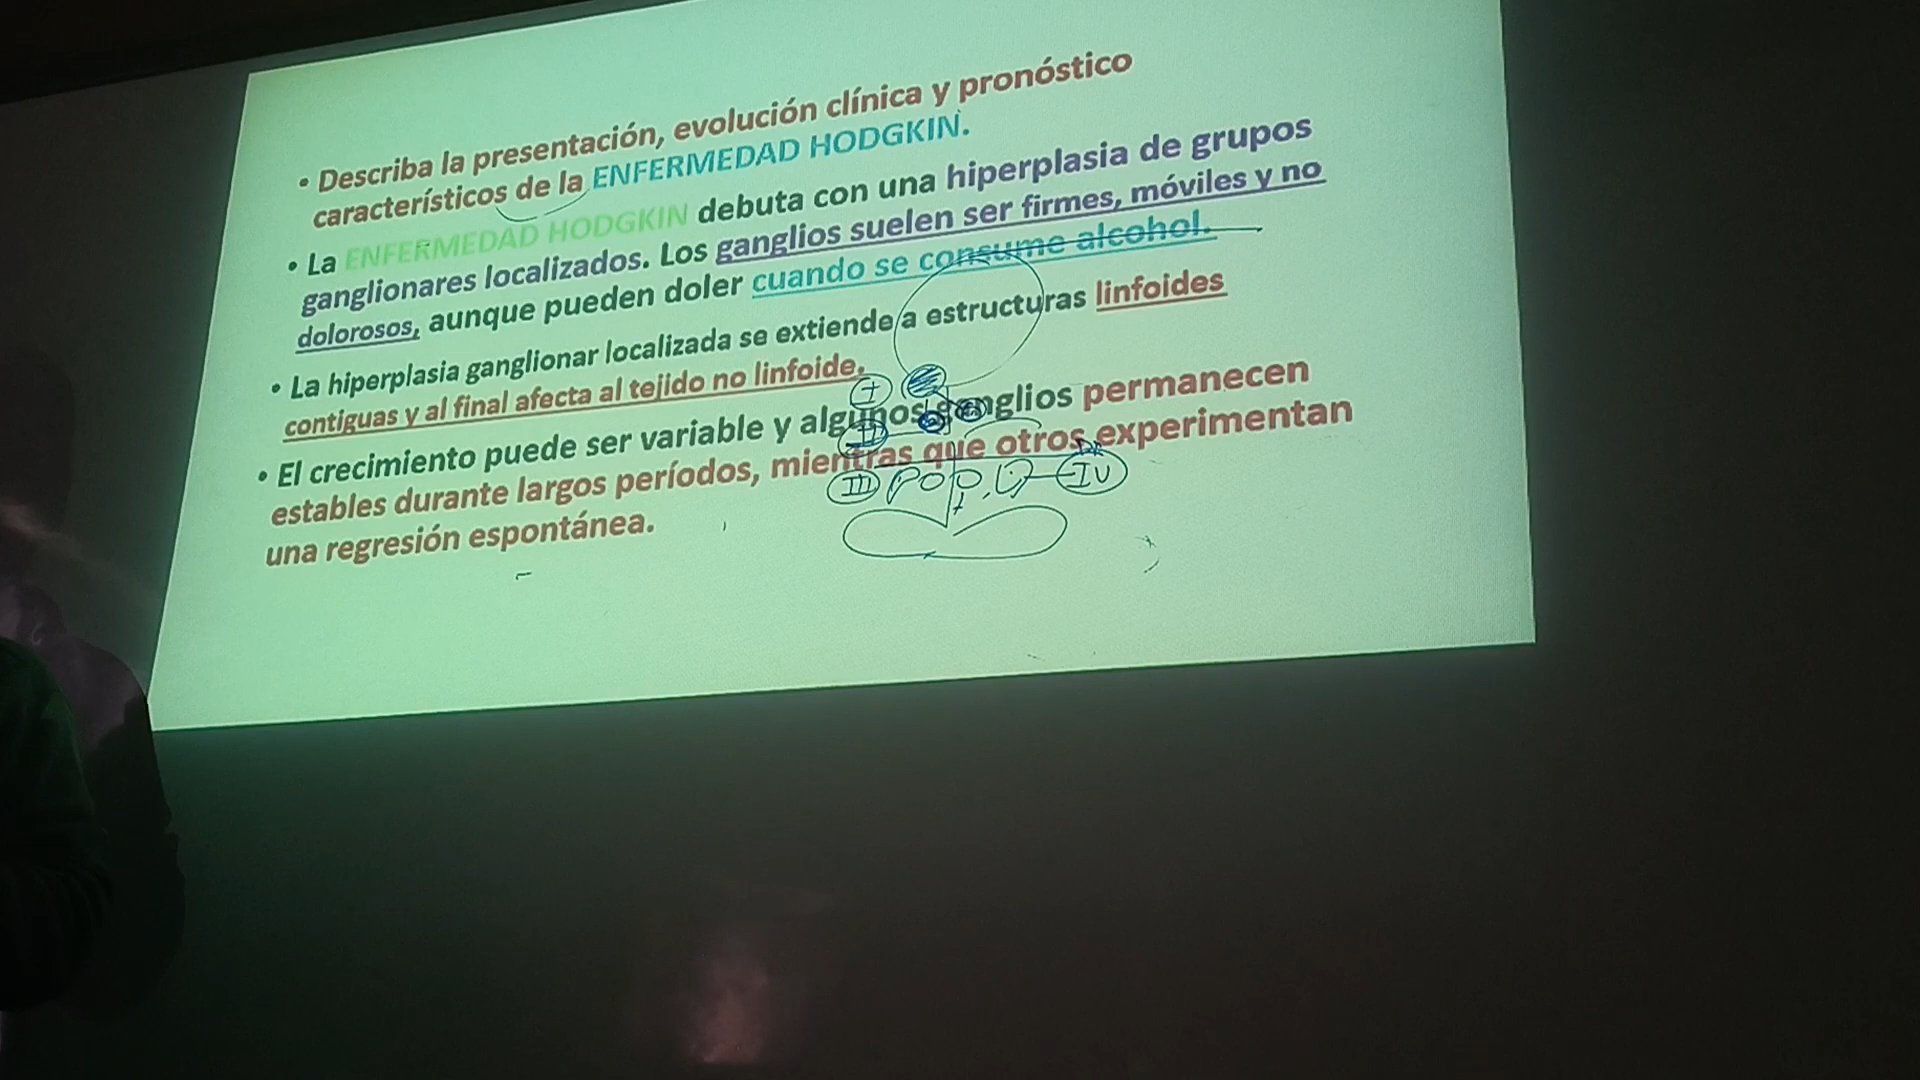 • Describa la presentación, evolución clínica y pronóstico
característicos de la ENFERMEDAD HODGKIN.
• La ENFERMEDAD HODGKIN debuta con una hiperplasia de grupos
ganglionares localizados. Los ganglios suelen ser firmes, móviles y no
dolorosos, aunque pueden doler cuando se consume alcohol.
• La hiperplasia ganglionar localizada se extiende a estructuras linfoides
contiguas y al final afecta al tejido no linfoide.
• El crecimiento puede ser variable y algunos ganglios permanecen
estables durante largos períodos, mientras que otros experimentan
una regresión espontánea.
II
III
IV